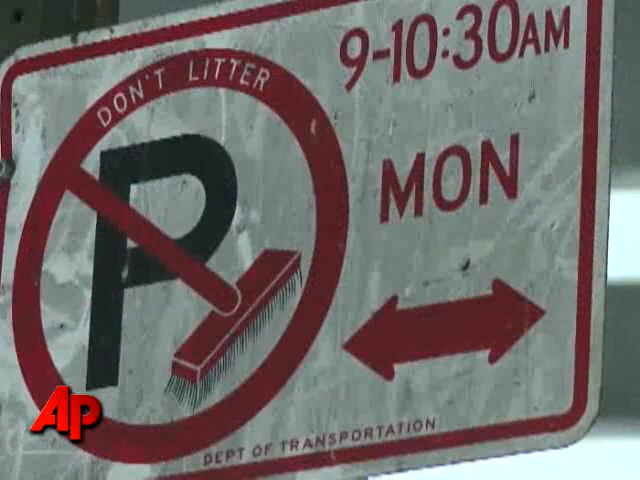 DON'T LITTER
P
9-10:30AM
MON
DEPT OF TRANSPORTATION
AP